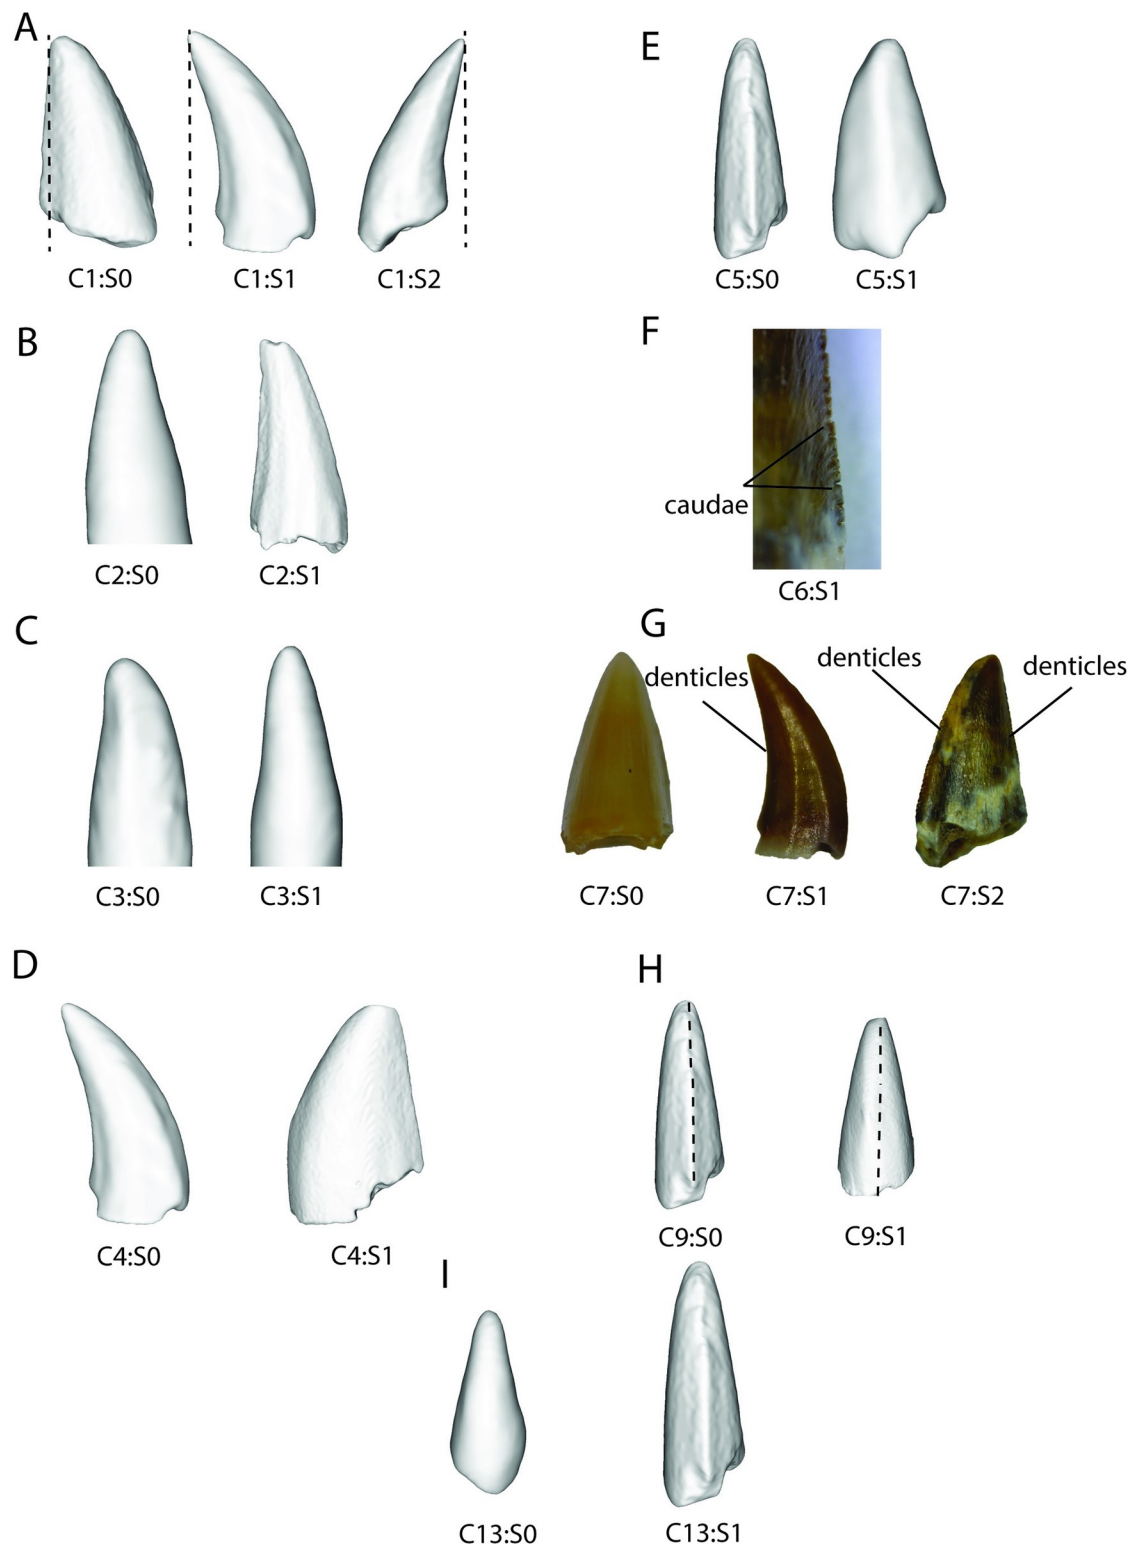 A
C1:S0
C1:S1
C1:S2
B
C2:S0
C2:S1
C
C3:S0
C3:S1
D
C4:S0
C4:S1
E
C5:S0
C5:S1
F
caudae
C6:S1
G
denticles
denticles
denticles
C7:S0
C7:S1
C7:S2
H
C9:S0
C9:S1
I
C13:S0
C13:S1